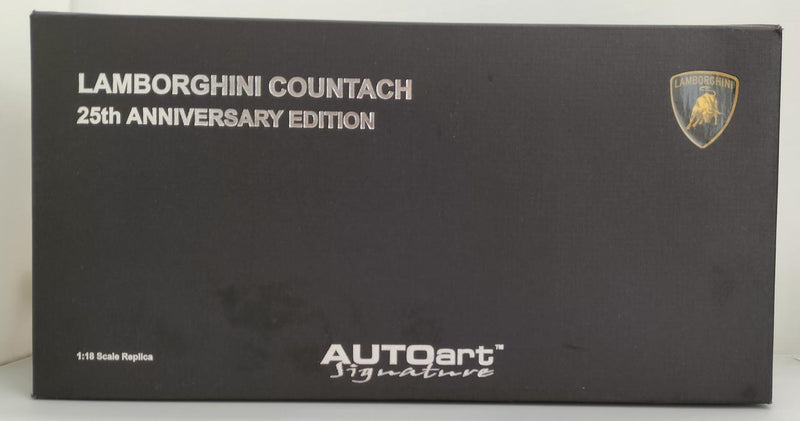 LAMBORGHINI COUNTACH
25th ANNIVERSARY EDITION
LAMBORGHINI
1:18 Scale Replica
AUTOart™
Signature